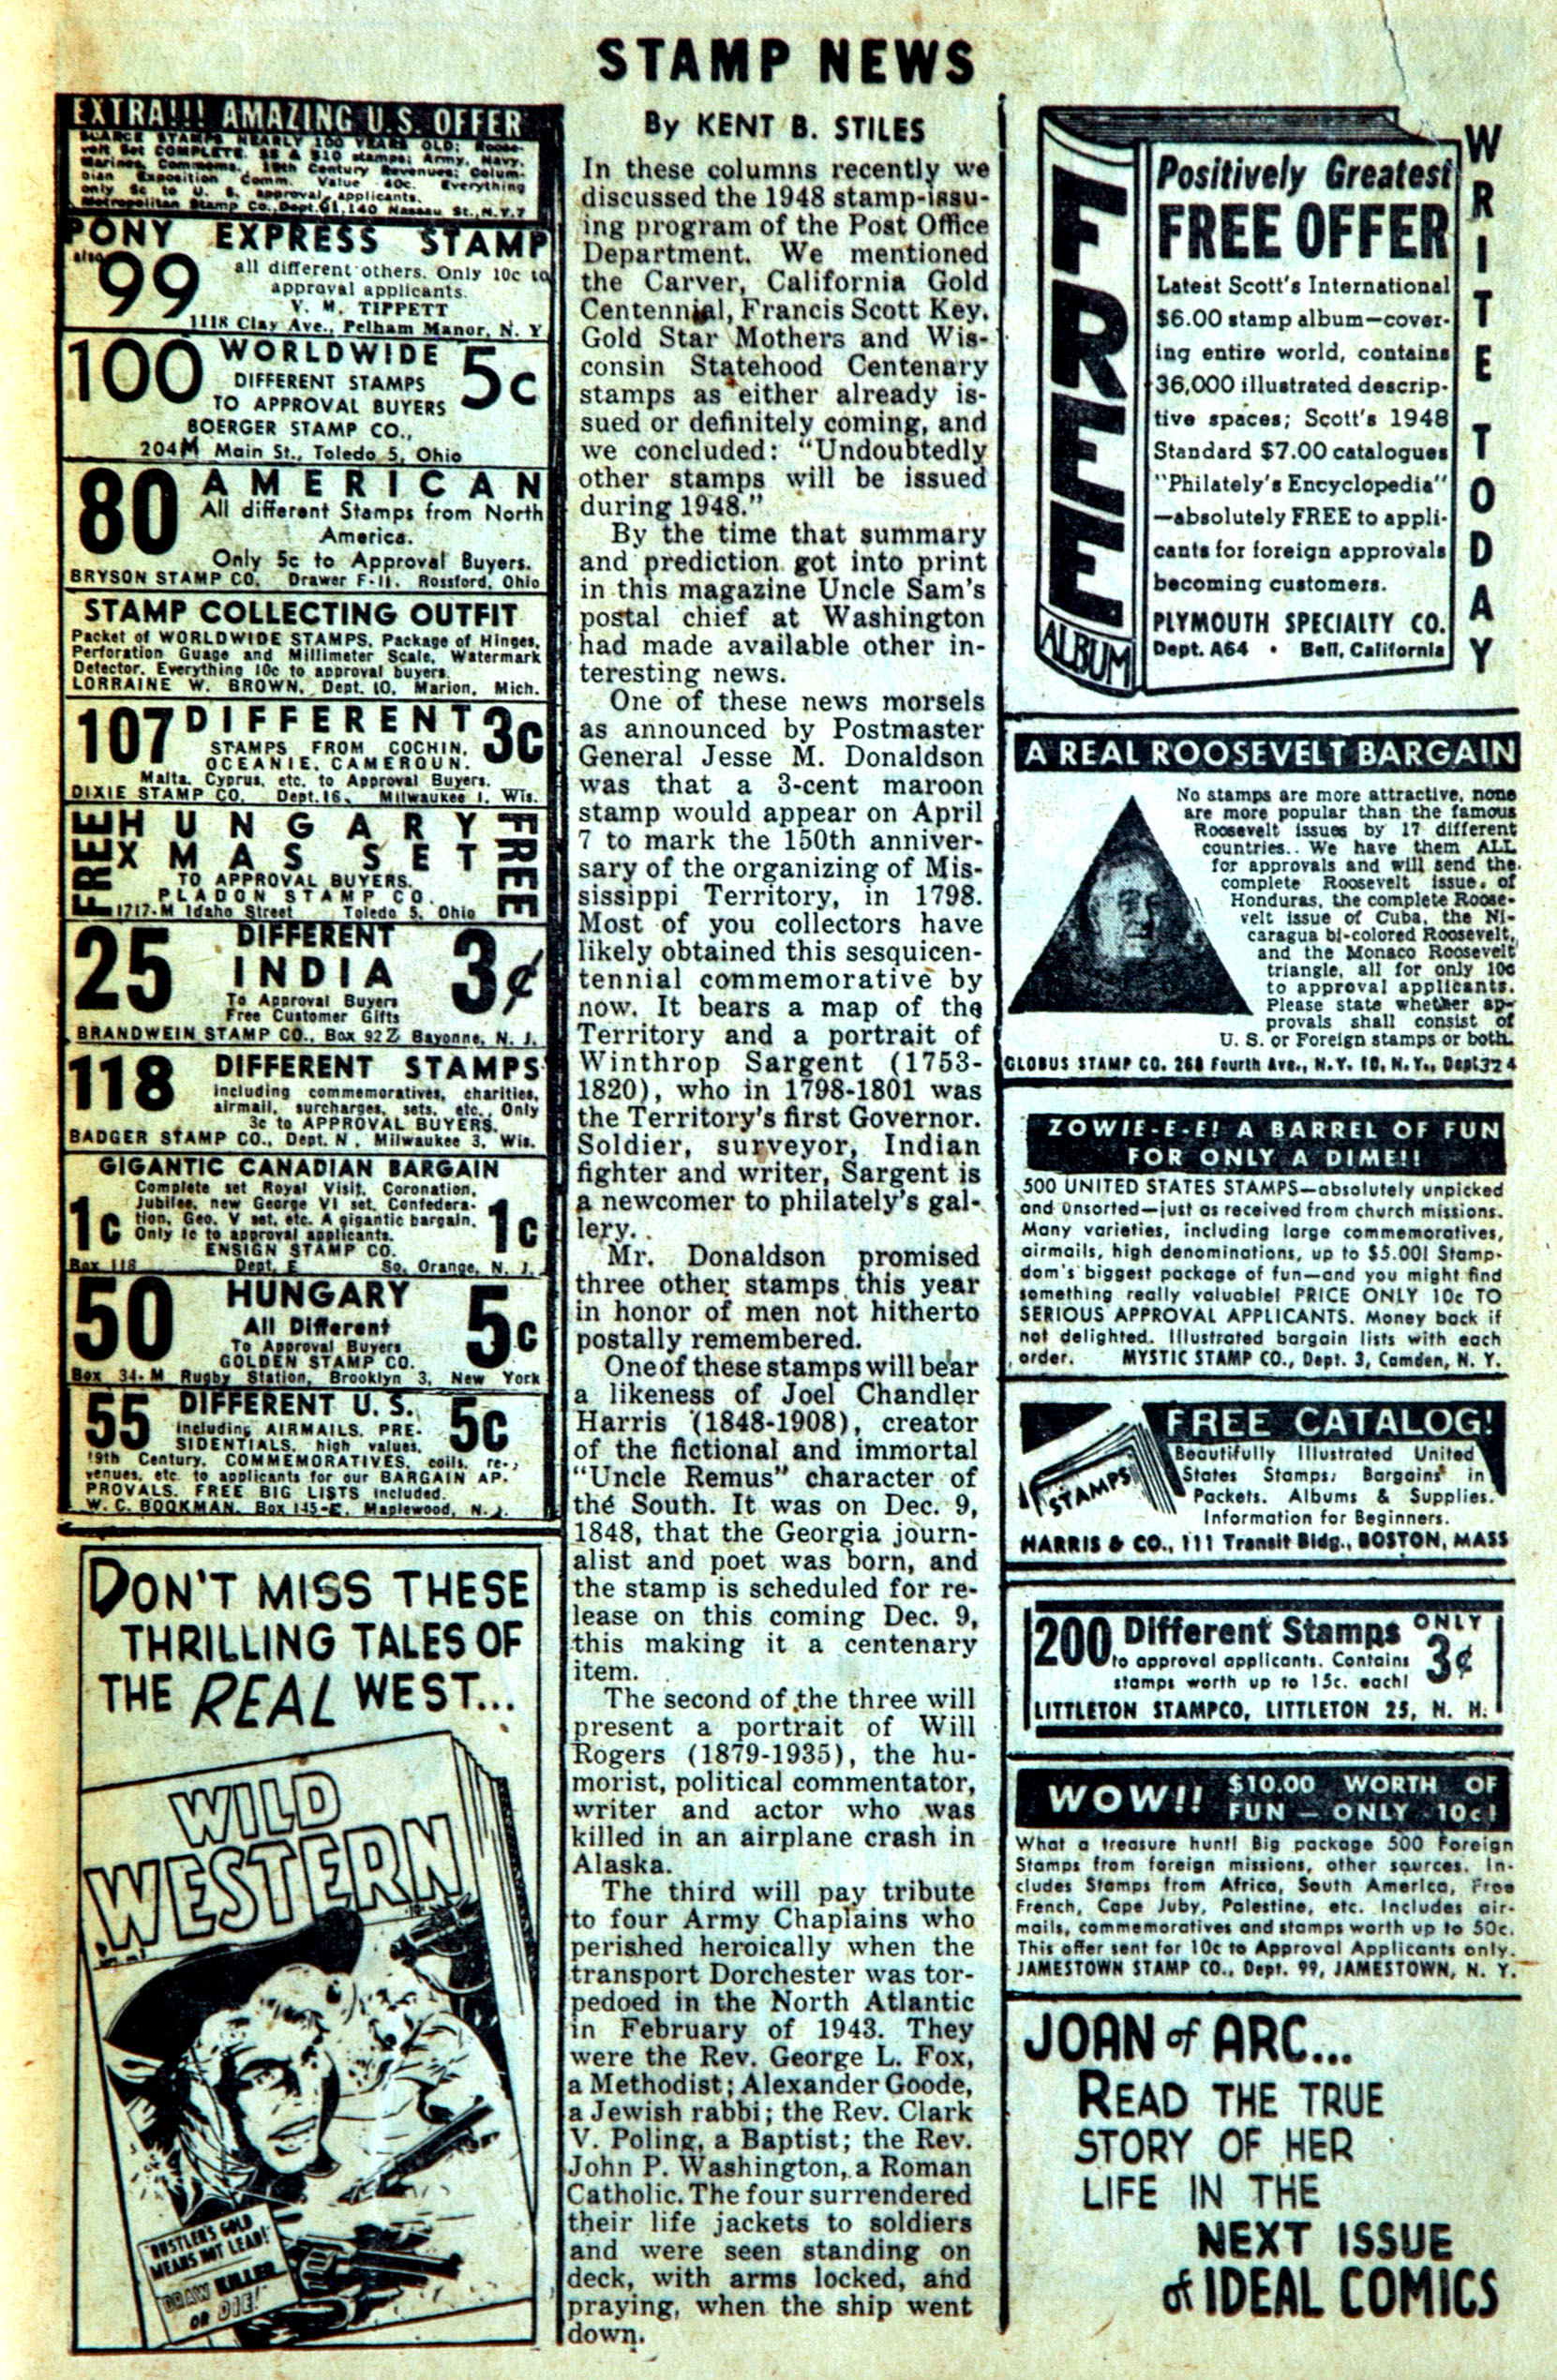 STAMP NEWS
EXTRA!!! AMAZING U.S. OFFER
SCARCE STAMPS NEARLY 100 YEARS OLD; Roose-
velt Set COMPLETE. $5 & $10 stamps; Army, Navy,
Marines, Commems. 19th Century Revenues; Colum-
bian Exposition Comm. Value 40c. Everything
only 5c to U. S. approval applicants.
Metropolitan Stamp Co., Dept. 61, 140 Nassau St., N.Y. 7
PONY EXPRESS STAMP
also 99 all different others. Only 10c to
approval applicants.
V. M. TIPPETT
1118 Clay Ave., Pelham Manor, N. Y
100 WORLDWIDE 5c
DIFFERENT STAMPS
TO APPROVAL BUYERS
BOERGER STAMP CO.,
204M Main St., Toledo 5, Ohio
80 AMERICAN
All different Stamps from North
America.
Only 5c to Approval Buyers.
BRYSON STAMP CO. Drawer F-11. Rossford, Ohio
STAMP COLLECTING OUTFIT
Packet of WORLDWIDE STAMPS, Package of Hinges,
Perforation Guage and Millimeter Scale, Watermark
Detector. Everything 10c to approval buyers.
LORRAINE W. BROWN, Dept. 10, Marion, Mich.
107 DIFFERENT 3c
STAMPS FROM COCHIN,
OCEANIE, CAMEROUN,
Malta, Cyprus, etc. to Approval Buyers.
DIXIE STAMP CO. Dept. 16, Milwaukee 1, Wis.
FREE HUNGARY FREE
XMAS SET
TO APPROVAL BUYERS.
PLADON STAMP CO.
1717-M Idaho Street Toledo 5, Ohio
25 DIFFERENT 3¢
INDIA
To Approval Buyers
Free Customer Gifts
BRANDWEIN STAMP CO., Box 92Z Bayonne, N. J.
118 DIFFERENT STAMPS
including commemoratives, charities,
airmail, surcharges, sets, etc. Only
3c to APPROVAL BUYERS.
BADGER STAMP CO., Dept. N, Milwaukee 3, Wis.
GIGANTIC CANADIAN BARGAIN
Complete set Royal Visit, Coronation,
1c Jubilee, new George VI set, Confedera- 1c
tion, Geo. V set, etc. A gigantic bargain.
Only 1c to approval applicants.
ENSIGN STAMP CO.
Box 118 Dept. E So. Orange, N. J.
50 HUNGARY 5c
All Different
To Approval Buyers
GOLDEN STAMP CO.
Box 34-M Rugby Station, Brooklyn 3, New York
55 DIFFERENT U. S. 5c
Including AIRMAILS, PRE-
SIDENTIALS, high values,
19th Century, COMMEMORATIVES, coils, re-
venues, etc. to applicants for our BARGAIN AP-
PROVALS. FREE BIG LISTS included.
W. C. BOOKMAN, Box 145-E, Maplewood, N. J.
DON'T MISS THESE
THRILLING TALES OF
THE REAL WEST...
WILD
WESTERN
"RUSTLER'S GOLD
MEANS HOT LEAD!"
"DRAW KILLER
OR DIE!"
By KENT B. STILES
In these columns recently we
discussed the 1948 stamp-issu-
ing program of the Post Office
Department. We mentioned
the Carver, California Gold
Centennial, Francis Scott Key,
Gold Star Mothers and Wis-
consin Statehood Centenary
stamps as either already is-
sued or definitely coming, and
we concluded: "Undoubtedly
other stamps will be issued
during 1948."
By the time that summary
and prediction got into print
in this magazine Uncle Sam's
postal chief at Washington
had made available other in-
teresting news.
One of these news morsels
as announced by Postmaster
General Jesse M. Donaldson
was that a 3-cent maroon
stamp would appear on April
7 to mark the 150th anniver-
sary of the organizing of Mis-
sissippi Territory, in 1798.
Most of you collectors have
likely obtained this sesquicen-
tennial commemorative by
now. It bears a map of the
Territory and a portrait of
Winthrop Sargent (1753-
1820), who in 1798-1801 was
the Territory's first Governor.
Soldier, surveyor, Indian
fighter and writer, Sargent is
a newcomer to philately's gal-
lery.
Mr. Donaldson promised
three other stamps this year
in honor of men not hitherto
postally remembered.
One of these stamps will bear
a likeness of Joel Chandler
Harris (1848-1908), creator
of the fictional and immortal
"Uncle Remus" character of
the South. It was on Dec. 9,
1848, that the Georgia journ-
alist and poet was born, and
the stamp is scheduled for re-
lease on this coming Dec. 9,
this making it a centenary
item.
The second of the three will
present a portrait of Will
Rogers (1879-1935), the hu-
morist, political commentator,
writer and actor who was
killed in an airplane crash in
Alaska.
The third will pay tribute
to four Army Chaplains who
perished heroically when the
transport Dorchester was tor-
pedoed in the North Atlantic
in February of 1943. They
were the Rev. George L. Fox,
a Methodist; Alexander Goode,
a Jewish rabbi; the Rev. Clark
V. Poling, a Baptist; the Rev.
John P. Washington, a Roman
Catholic. The four surrendered
their life jackets to soldiers
and were seen standing on
deck, with arms locked, and
praying, when the ship went
down.
FREE
ALBUM
Positively Greatest
FREE OFFER
Latest Scott's International
$6.00 stamp album—cover-
ing entire world, contains
36,000 illustrated descrip-
tive spaces; Scott's 1948
Standard $7.00 catalogues
"Philately's Encyclopedia"
—absolutely FREE to appli-
cants for foreign approvals
becoming customers.
PLYMOUTH SPECIALTY CO.
Dept. A64 • Bell, California
WRITE TODAY
A REAL ROOSEVELT BARGAIN
No stamps are more attractive, none
are more popular than the famous
Roosevelt issues by 17 different
countries.. We have them ALL
for approvals and will send the
complete Roosevelt issue of
Honduras, the complete Roose-
velt issue of Cuba, the Ni-
caragua bi-colored Roosevelt,
and the Monaco Roosevelt
triangle, all for only 10c
to approval applicants.
Please state whether ap-
provals shall consist of
U. S. or Foreign stamps or both.
GLOBUS STAMP CO. 268 Fourth Ave., N.Y. 10, N.Y., Dept. 324
ZOWIE-E-E! A BARREL OF FUN
FOR ONLY A DIME!!
500 UNITED STATES STAMPS—absolutely unpicked
and unsorted—just as received from church missions.
Many varieties, including large commemoratives,
airmails, high denominations, up to $5.00! Stamp-
dom's biggest package of fun—and you might find
something really valuable! PRICE ONLY 10c TO
SERIOUS APPROVAL APPLICANTS. Money back if
not delighted. Illustrated bargain lists with each
order. MYSTIC STAMP CO., Dept. 3, Camden, N. Y.
STAMPS
FREE CATALOG!
Beautifully Illustrated United
States Stamps; Bargains in
Packets. Albums & Supplies.
Information for Beginners.
HARRIS & CO., 111 Transit Bldg., BOSTON, MASS
200 Different Stamps ONLY 3¢
to approval applicants. Contains
stamps worth up to 15c. each!
LITTLETON STAMPCO, LITTLETON 25, N. H.
WOW!! $10.00 WORTH OF
FUN — ONLY 10c!
What a treasure hunt! Big package 500 Foreign
Stamps from foreign missions, other sources. In-
cludes Stamps from Africa, South America, Free
French, Cape Juby, Palestine, etc. Includes air-
mails, commemoratives and stamps worth up to 50c.
This offer sent for 10c to Approval Applicants only.
JAMESTOWN STAMP CO., Dept. 99, JAMESTOWN, N. Y.
JOAN of ARC...
READ THE TRUE
STORY OF HER
LIFE IN THE
NEXT ISSUE
of IDEAL COMICS